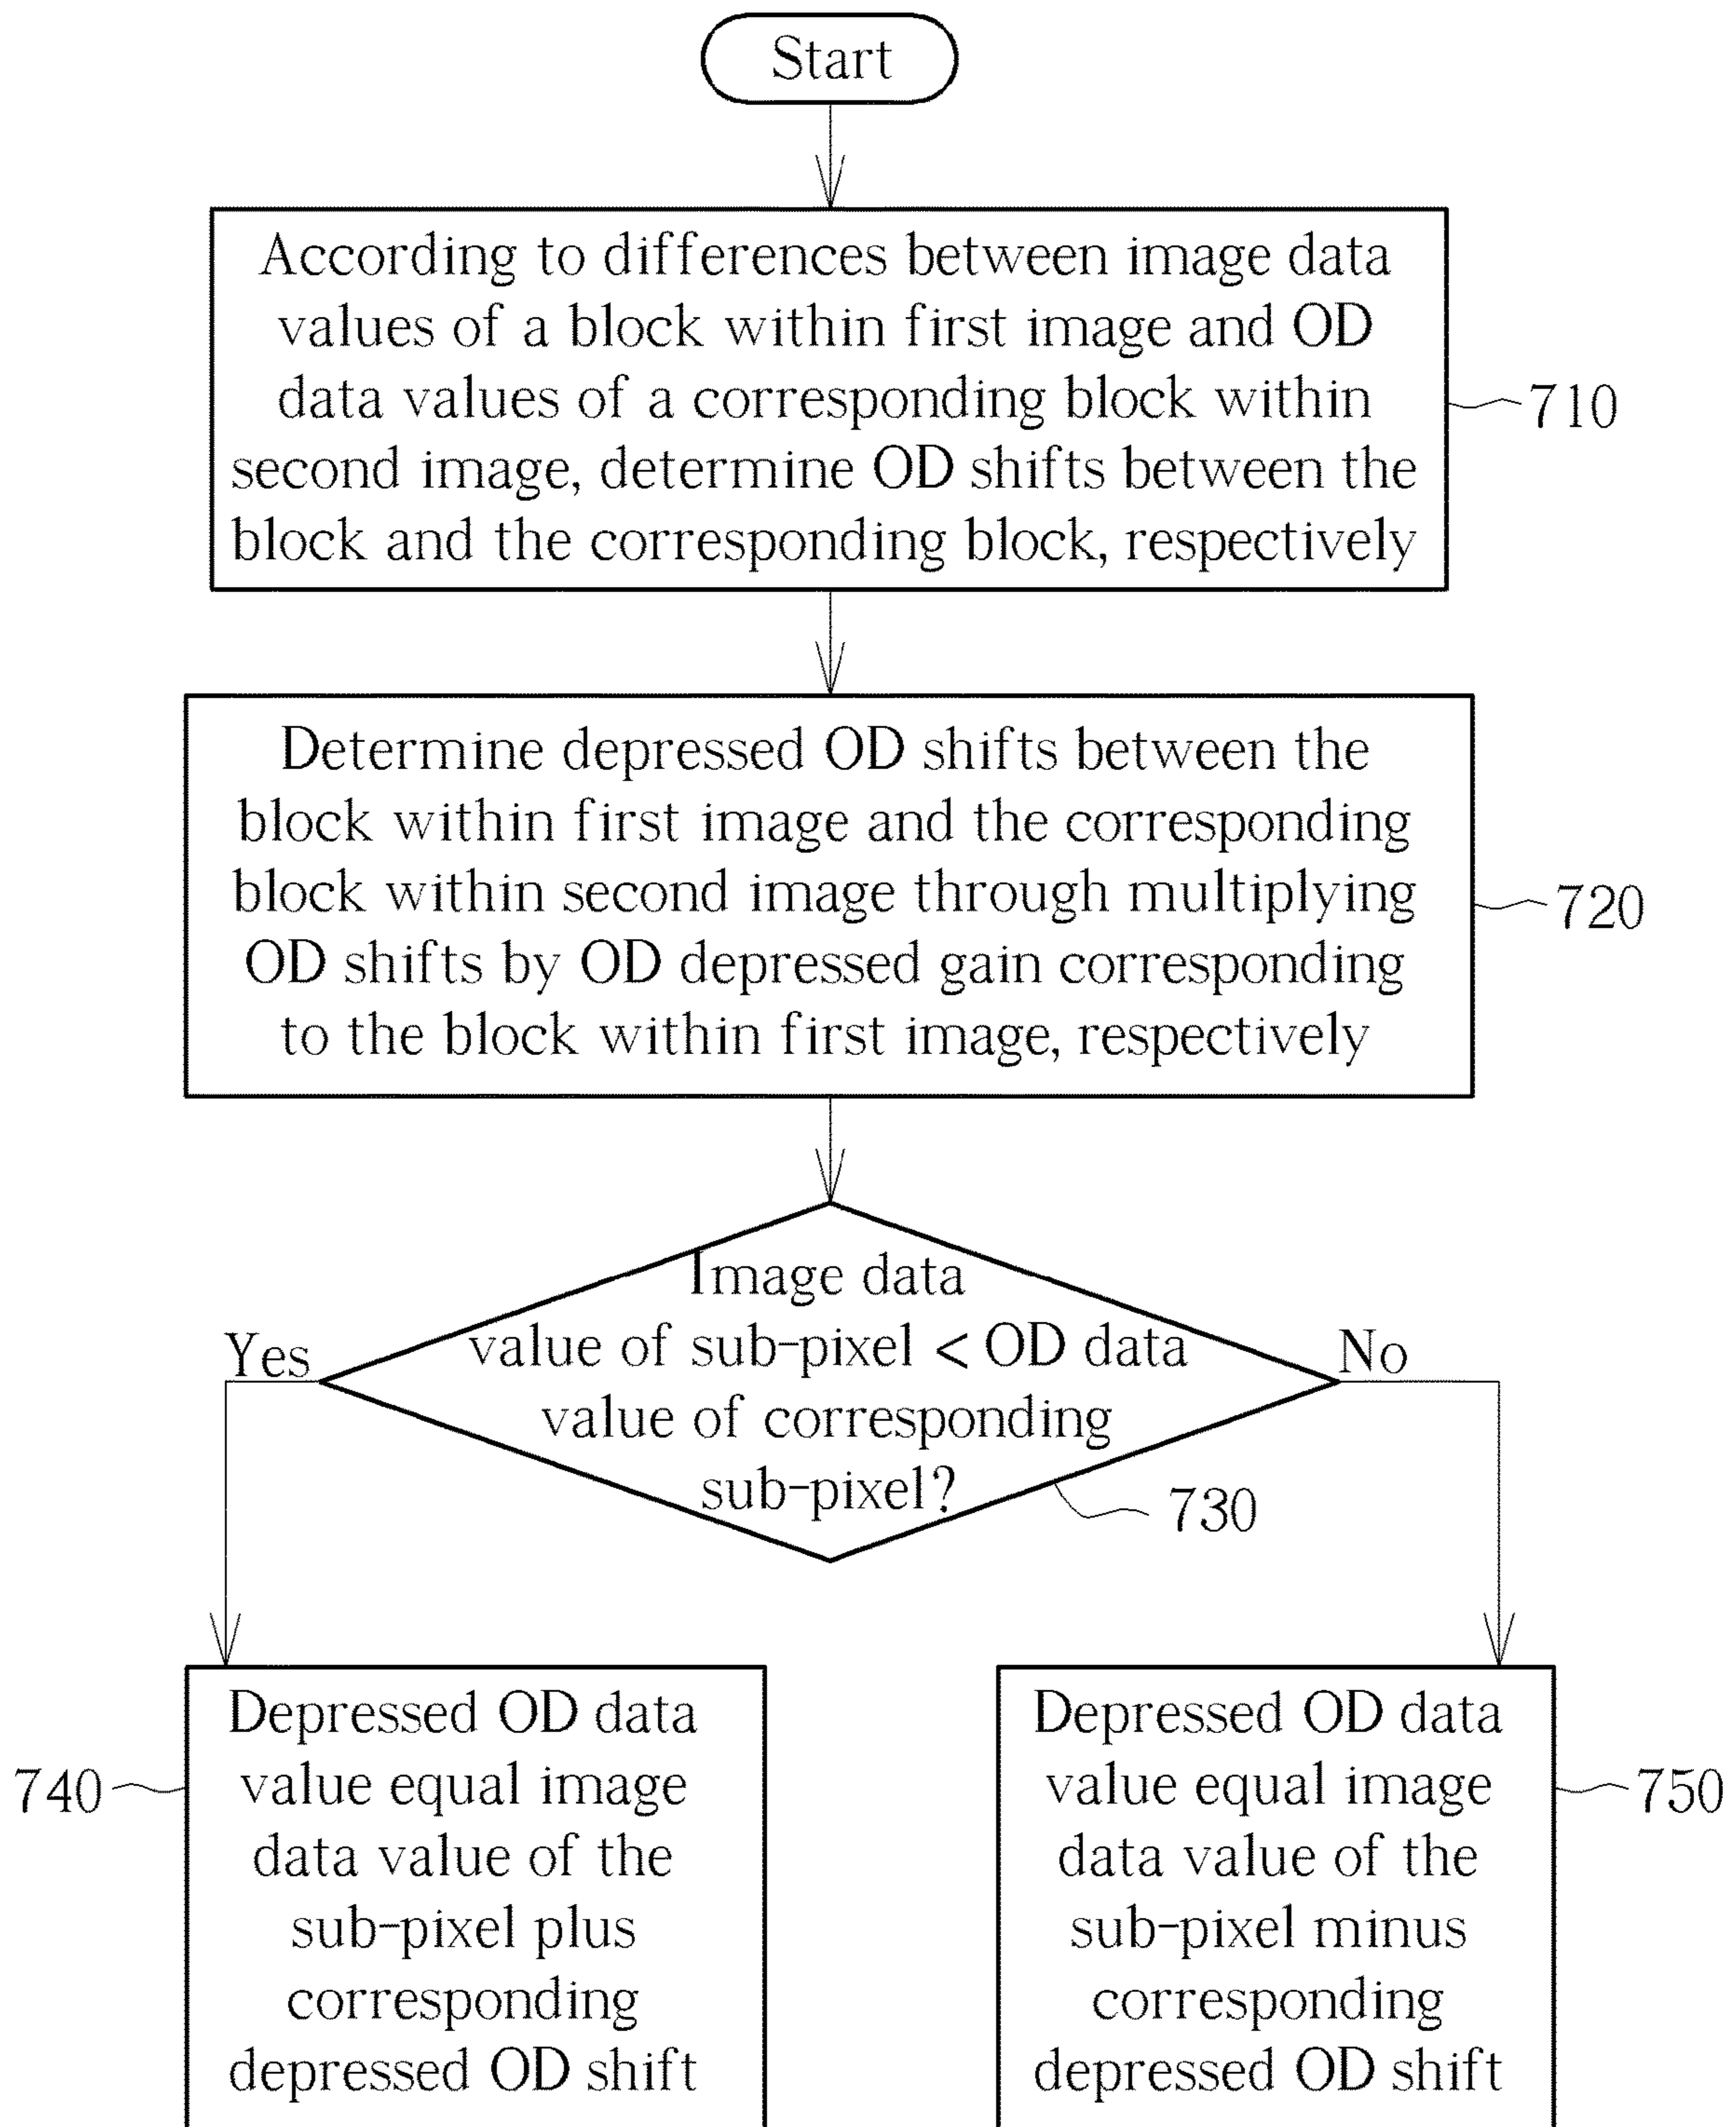 Start
According to differences between image data
values of a block within first image and OD
data values of a corresponding block within
second image, determine OD shifts between the
block and the corresponding block, respectively
710
Determine depressed OD shifts between the
block within first image and the corresponding
block within second image through multiplying
OD shifts by OD depressed gain corresponding
to the block within first image, respectively
720
Image data
value of sub-pixel < OD data
value of corresponding
sub-pixel?
Yes
No
730
Depressed OD data
value equal image
data value of the
sub-pixel plus
corresponding
depressed OD shift
740
Depressed OD data
value equal image
data value of the
sub-pixel minus
corresponding
depressed OD shift
750